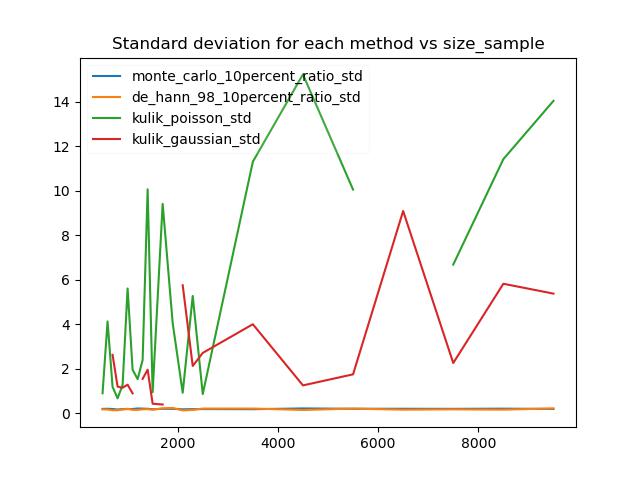 Standard deviation for each method vs size_sample
monte_carlo_10percent_ratio_std
de_hann_98_10percent_ratio_std
kulik_poisson_std
kulik_gaussian_std
14
12
10
8
6
4
2
0
2000 4000 6000 8000